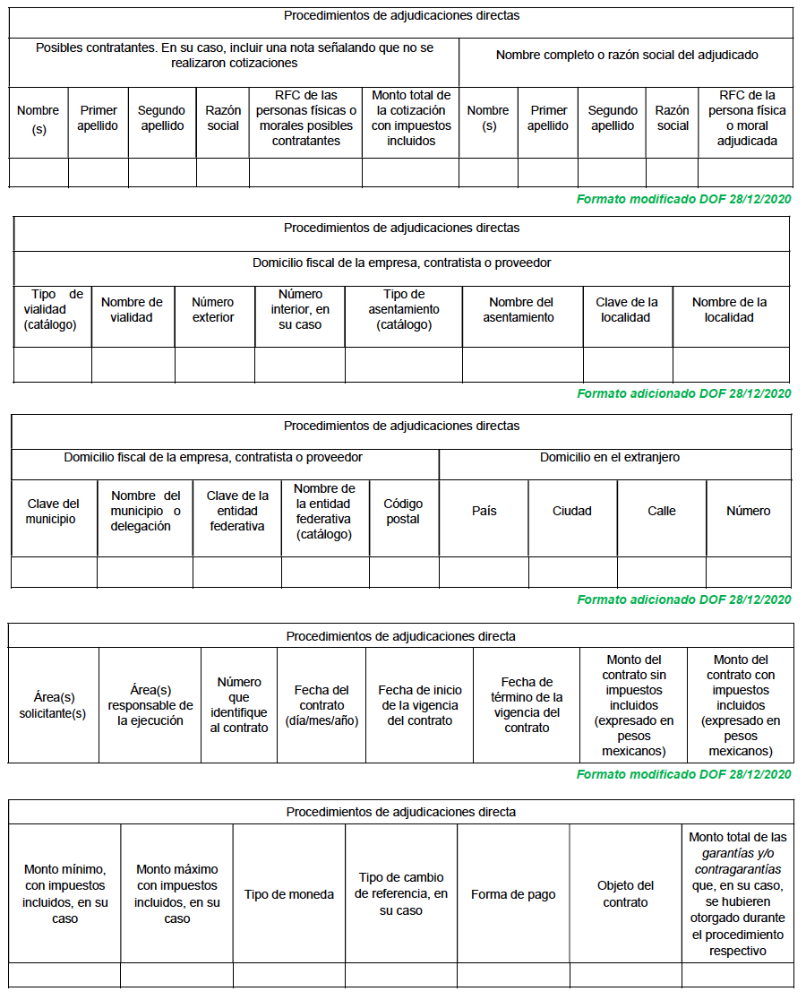 Procedimientos de adjudicaciones directas
Posibles contratantes. En su caso, incluir una nota señalando que no se
realizaron cotizaciones
Nombre completo o razón social del adjudicado
Nombre
(s)
Primer
apellido
Segundo
apellido
Razón
social
RFC de las
personas físicas o
morales posibles
contratantes
Monto total de
la cotización
con impuestos
incluidos
Nombre
(s)
Primer
apellido
Segundo
apellido
Razón
social
RFC de la
persona física
o moral
adjudicada
Formato modificado DOF 28/12/2020
Procedimientos de adjudicaciones directas
Domicilio fiscal de la empresa, contratista o proveedor
Tipo de
vialidad
(catálogo)
Nombre de
vialidad
Número
exterior
Número
interior, en
su caso
Tipo de
asentamiento
(catálogo)
Nombre del
asentamiento
Clave de la
localidad
Nombre de la
localidad
Formato adicionado DOF 28/12/2020
Procedimientos de adjudicaciones directas
Domicilio fiscal de la empresa, contratista o proveedor
Domicilio en el extranjero
Clave del
municipio
Nombre del
municipio o
delegación
Clave de la
entidad
federativa
Nombre de
la entidad
federativa
(catálogo)
Código
postal
País
Ciudad
Calle
Número
Formato adicionado DOF 28/12/2020
Procedimientos de adjudicaciones directa
Área(s)
solicitante(s)
Área(s)
responsable de
la ejecución
Número
que
identifique
al contrato
Fecha del
contrato
(día/mes/año)
Fecha de inicio
de la vigencia
del contrato
Fecha de
término de la
vigencia del
contrato
Monto del
contrato sin
impuestos
incluidos
(expresado en
pesos
mexicanos)
Monto del
contrato con
impuestos
incluidos
(expresado en
pesos
mexicanos)
Formato modificado DOF 28/12/2020
Procedimientos de adjudicaciones directa
Monto mínimo,
con impuestos
incluidos, en su
caso
Monto máximo
con impuestos
incluidos, en su
caso
Tipo de moneda
Tipo de cambio
de referencia, en
su caso
Forma de pago
Objeto del
contrato
Monto total de las
garantías y/o
contragarantías
que, en su caso,
se hubieren
otorgado durante
el procedimiento
respectivo